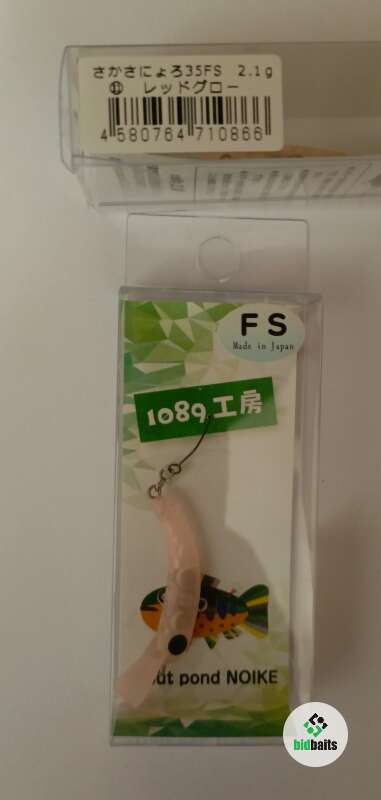 さかさにょろ35FS 2.1g
⑪ レッドグロー
4 580764 710866
FS
Made in Japan
1089工房
ut pond NOIKE
bidbaits